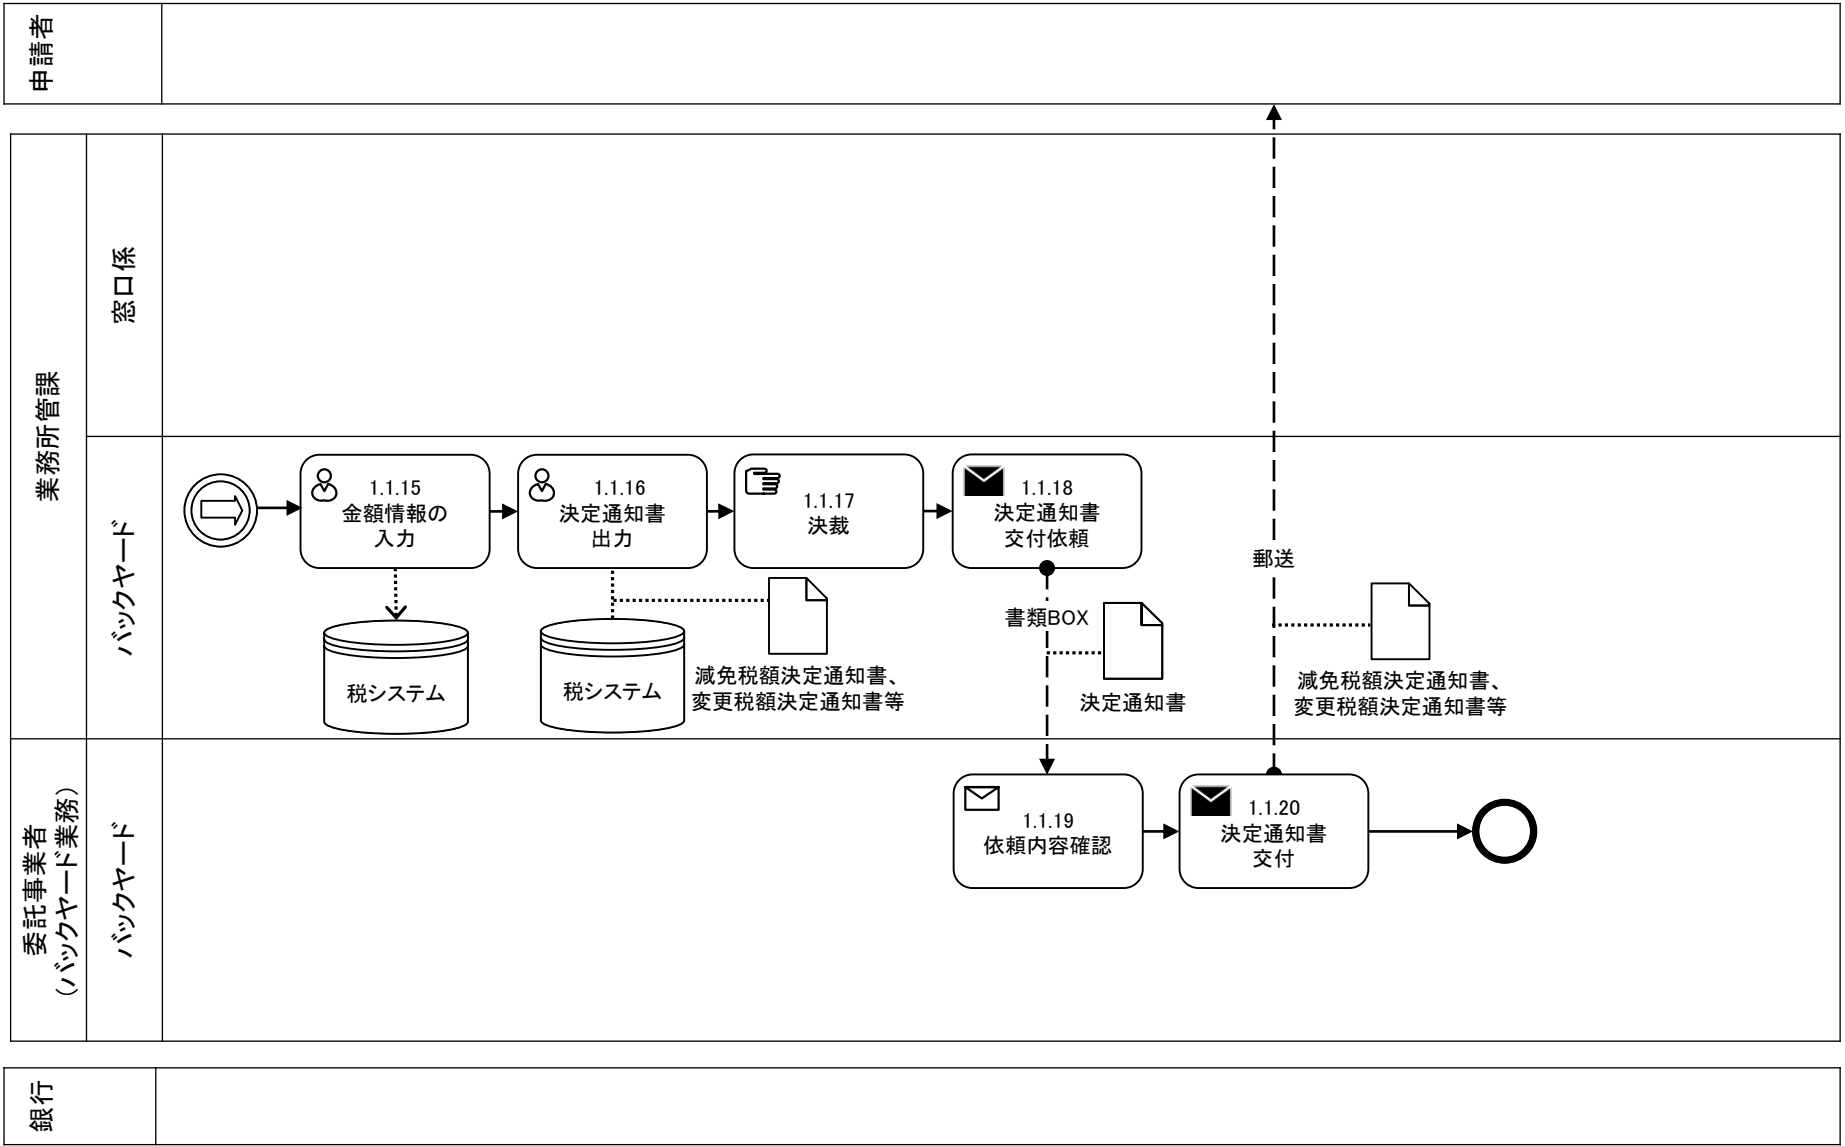 申請者
業務所管課
窓口係
バックヤード
1.1.15
金額情報の
入力
1.1.16
決定通知書
出力
1.1.17
決裁
1.1.18
決定通知書
交付依頼
税システム
税システム
減免税額決定通知書、
変更税額決定通知書等
書類BOX
決定通知書
郵送
減免税額決定通知書、
変更税額決定通知書等
委託事業者
（バックヤード業務）
バックヤード
1.1.19
依頼内容確認
1.1.20
決定通知書
交付
銀行